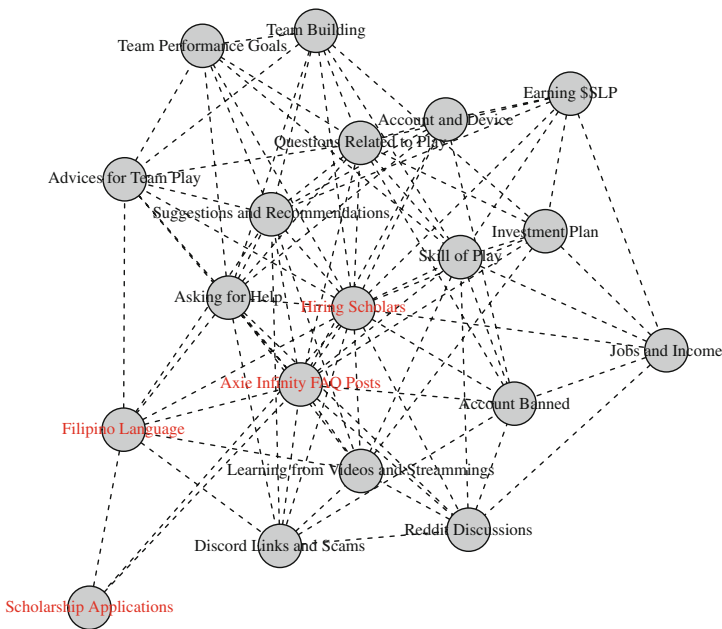 Team Building
Team Performance Goals
Earning $SLP
Account and Device
Questions Related to Play
Advices for Team Play
Suggestions and Recommendations
Investment Plan
Skill of Play
Asking for Help
Hiring Scholars
Jobs and Income
Axie Infinity FAQ Posts
Account Banned
Filipino Language
Learning from Videos and Streammings
Reddit Discussions
Discord Links and Scams
Scholarship Applications